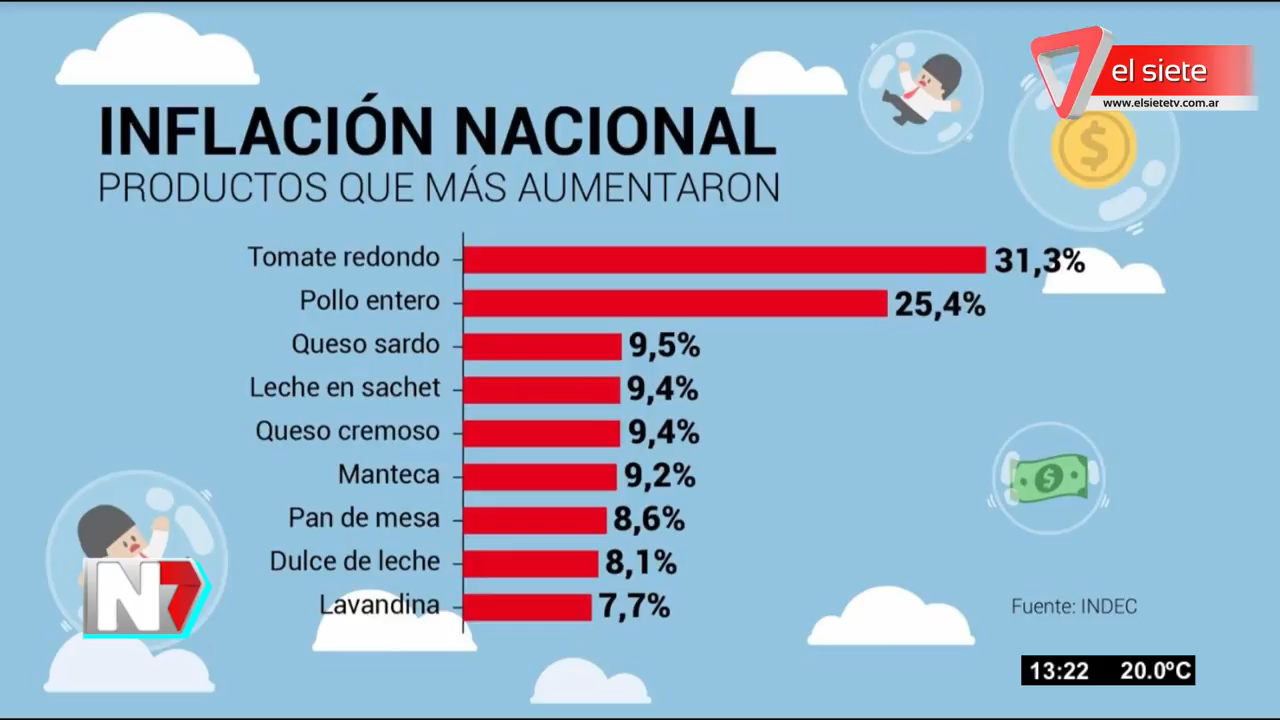 el siete
www.elsietetv.com.ar
INFLACIÓN NACIONAL
PRODUCTOS QUE MÁS AUMENTARON
Tomate redondo 31,3%
Pollo entero 25,4%
Queso sardo 9,5%
Leche en sachet 9,4%
Queso cremoso 9,4%
Manteca 9,2%
Pan de mesa 8,6%
Dulce de leche 8,1%
Lavandina 7,7%
N7
Fuente: INDEC
13:22 20.0ºC